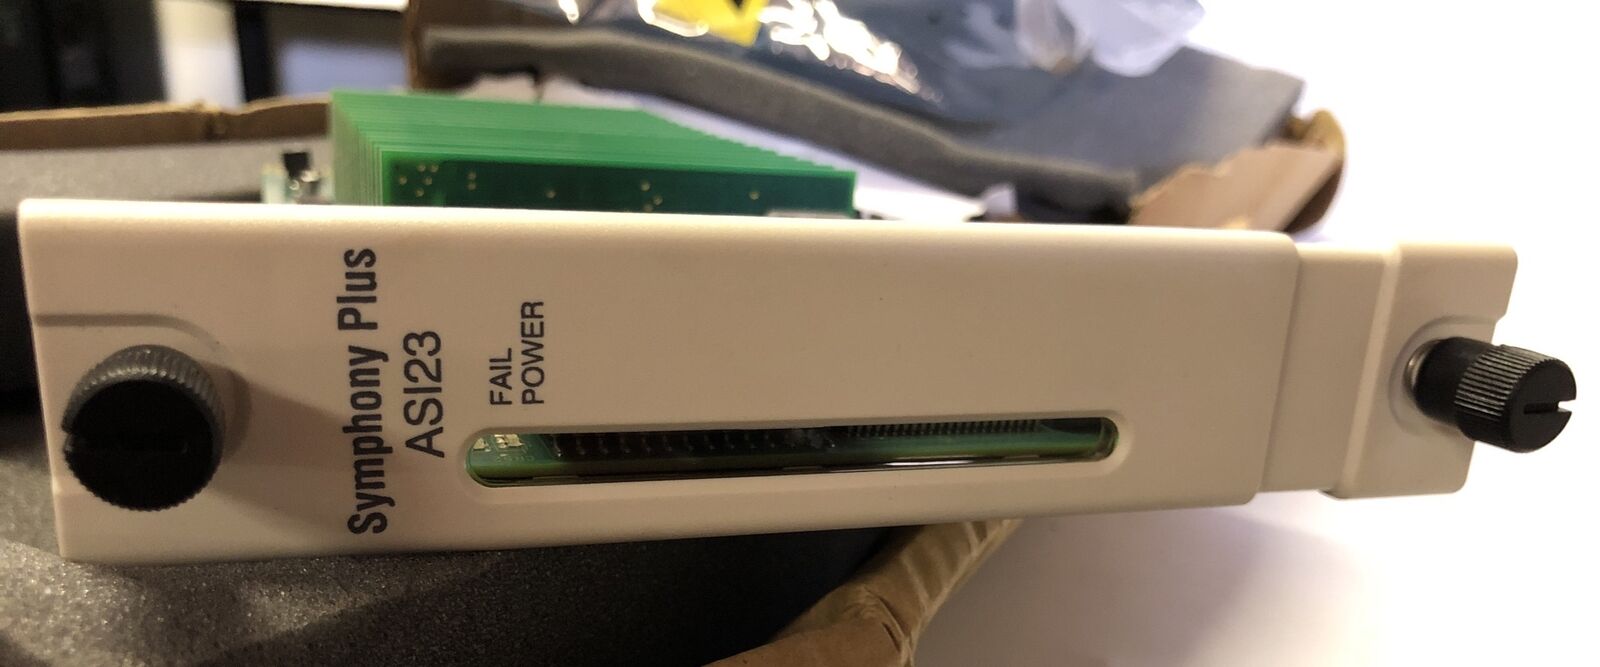 Symphony Plus
ASI23
FAIL
POWER